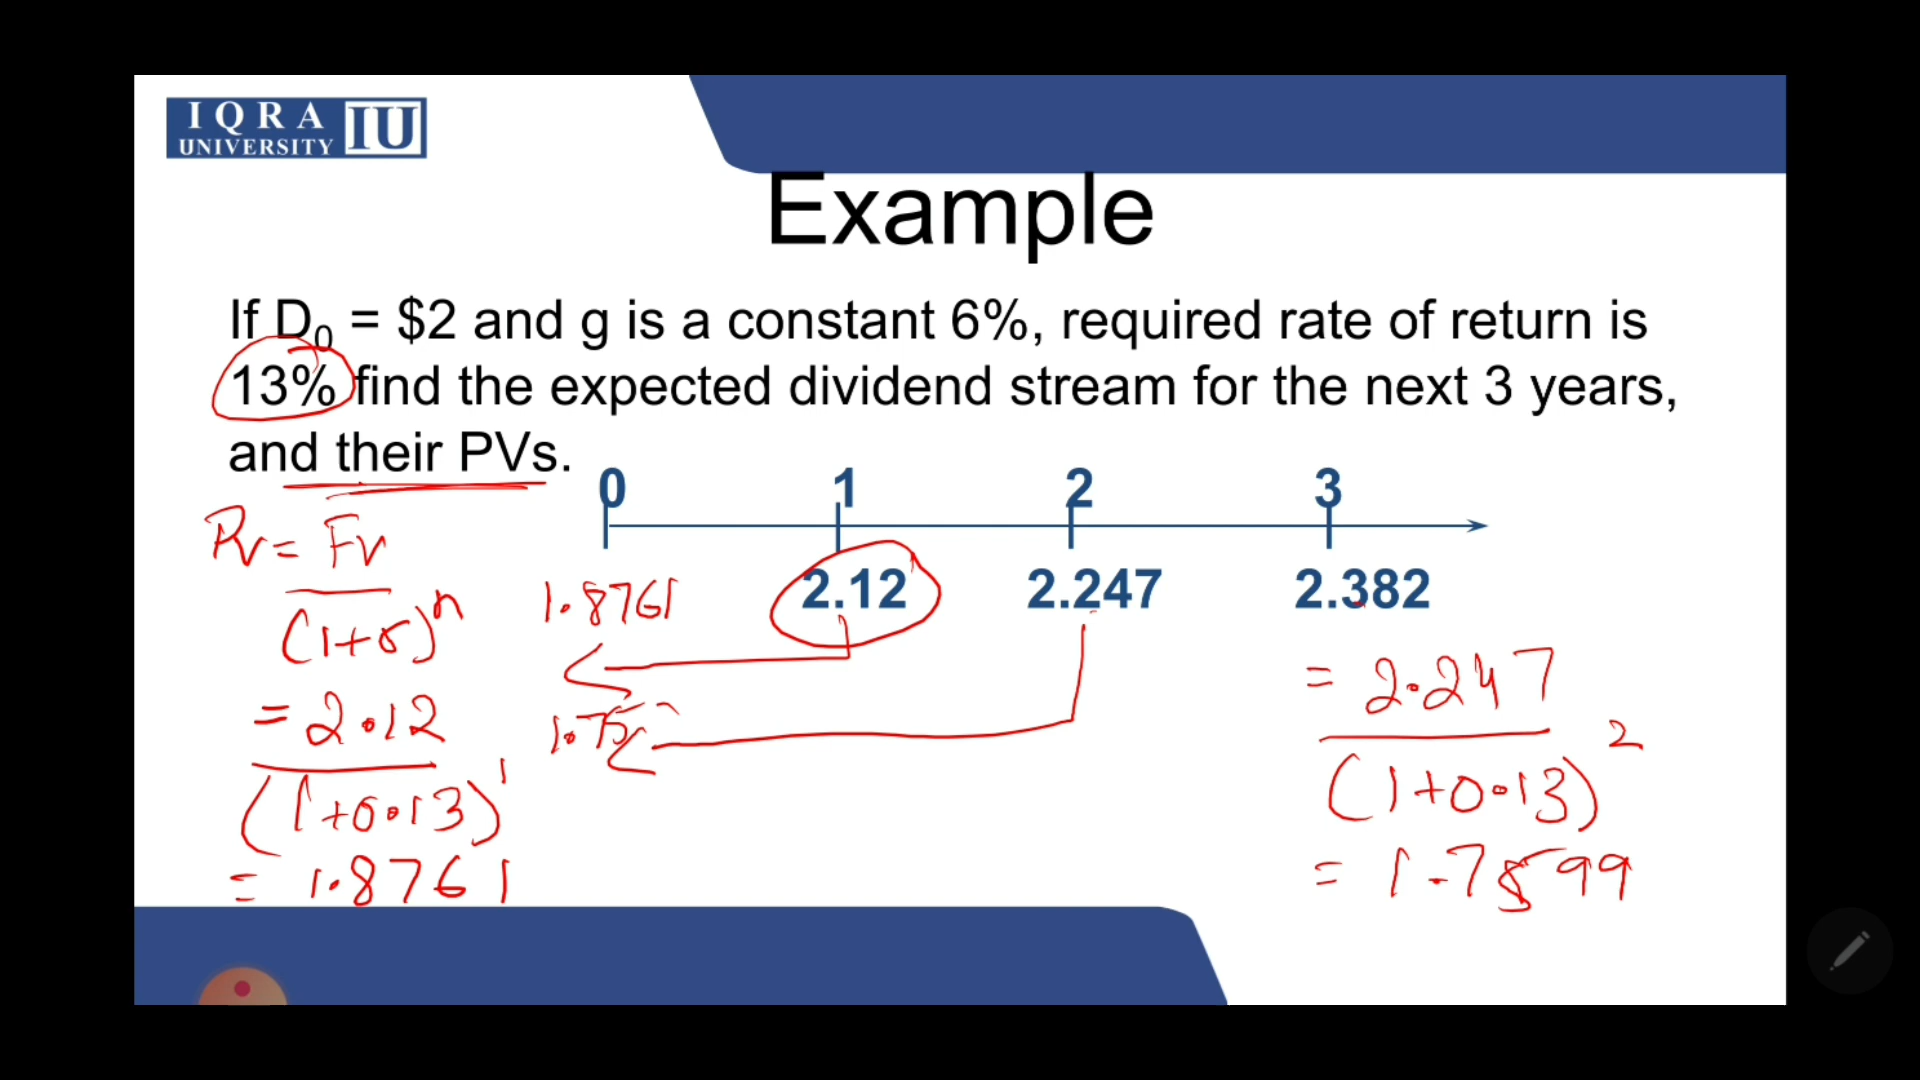 IQRA
UNIVERSITY
IU
Example
If D₀ = $2 and g is a constant 6%, required rate of return is
13% find the expected dividend stream for the next 3 years,
and their PVs.
0 1 2 3
2.12 2.247 2.382
Pv = Fv
(1+r)^n
= 2.12
(1+0.13)^1
= 1.8761
1.8761
1.75
= 2.247
(1+0.13)^2
= 1.7599